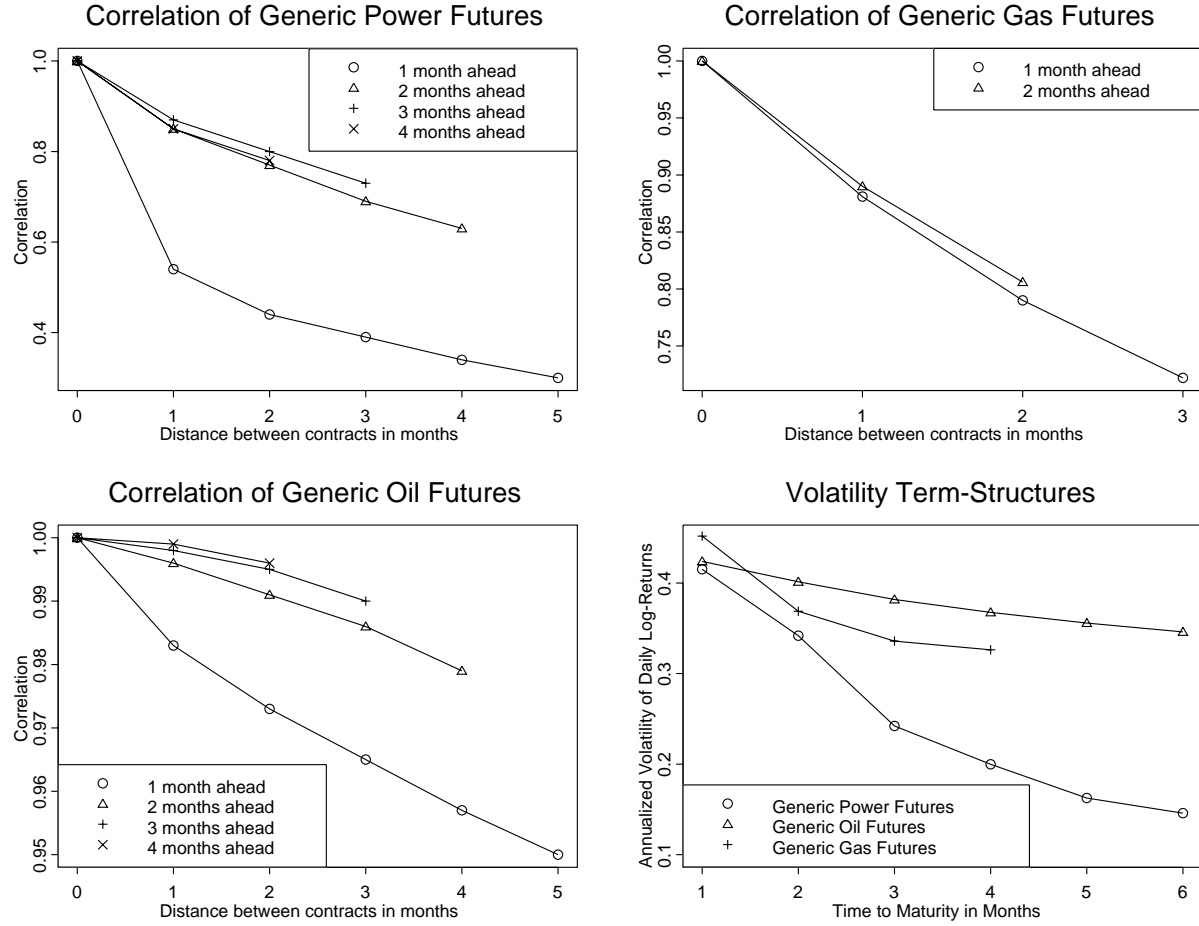 Correlation of Generic Power Futures
1.0
0.8
0.6
0.4
Correlation
1 month ahead
2 months ahead
3 months ahead
4 months ahead
0 1 2 3 4 5
Distance between contracts in months
Correlation of Generic Gas Futures
1.00
0.95
0.90
0.85
0.80
0.75
Correlation
1 month ahead
2 months ahead
0 1 2 3
Distance between contracts in months
Correlation of Generic Oil Futures
1.00
0.99
0.98
0.97
0.96
0.95
Correlation
1 month ahead
2 months ahead
3 months ahead
4 months ahead
0 1 2 3 4 5
Distance between contracts in months
Volatility Term-Structures
0.4
0.3
0.2
0.1
Annualized Volatility of Daily Log-Returns
Generic Power Futures
Generic Oil Futures
Generic Gas Futures
1 2 3 4 5 6
Time to Maturity in Months